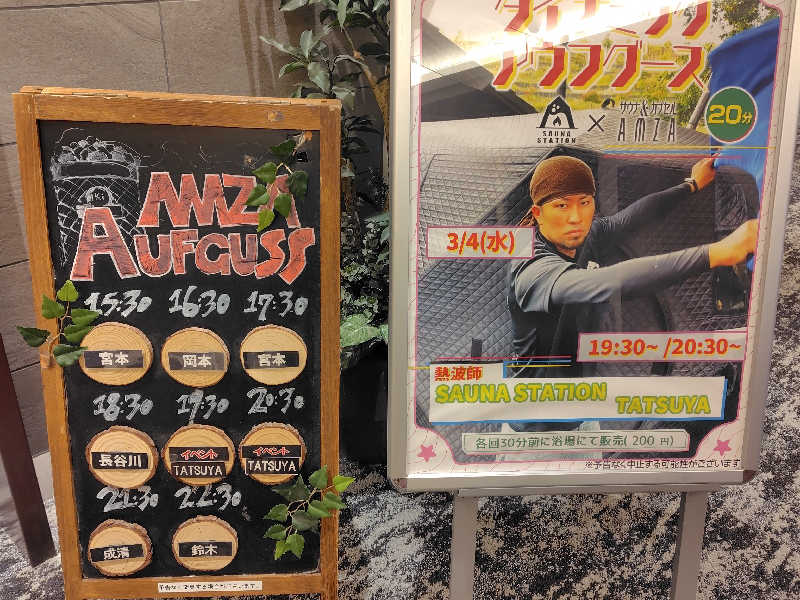 AMZA
AUFGUSS
15:30 16:30 17:30
宮本 岡本 宮本
18:30 19:30 20:30
長谷川 イベント TATSUYA イベント TATSUYA
21:30 22:30
成清 鈴木
ダイナミック
アウフグース
SAUNA STATION × サウナ&カプセル AMZA
20分
3/4(水)
19:30~ /20:30~
熱波師
SAUNA STATION TATSUYA
各回30分前に浴場にて販売(200円)
※予告なく中止する可能性がございます